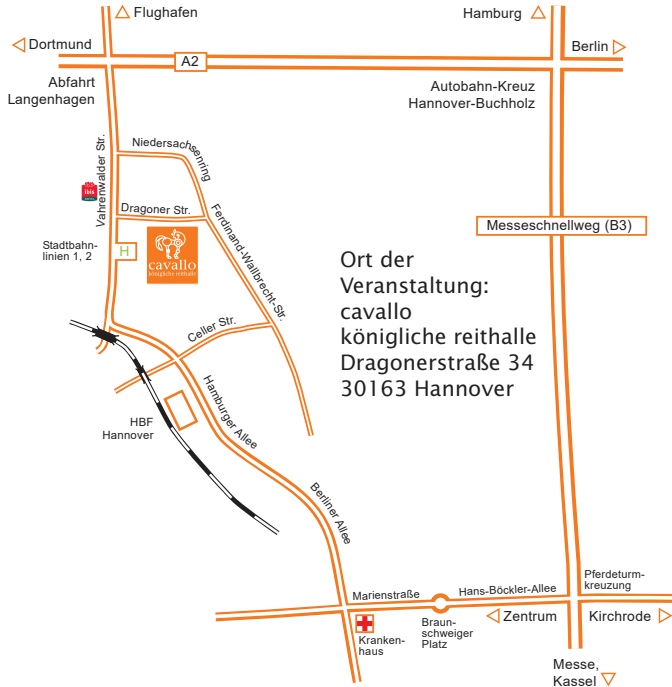 Flughafen
Hamburg
Dortmund
Berlin
A2
Abfahrt
Langenhagen
Autobahn-Kreuz
Hannover-Buchholz
Niedersachsenring
Vahrenwalder Str.
ibis
Dragoner Str.
Ferdinand-Wallbrecht-Str.
Messeschnellweg (B3)
Stadtbahn-
linien 1, 2
H
cavallo
königliche reithalle
Ort der
Veranstaltung:
cavallo
königliche reithalle
Dragonerstraße 34
30163 Hannover
Celler Str.
Hamburger Allee
HBF
Hannover
Berliner Allee
Pferdeturm-
kreuzung
Marienstraße
Hans-Böckler-Allee
Zentrum
Kirchrode
Kranken-
haus
Braun-
schweiger
Platz
Messe,
Kassel